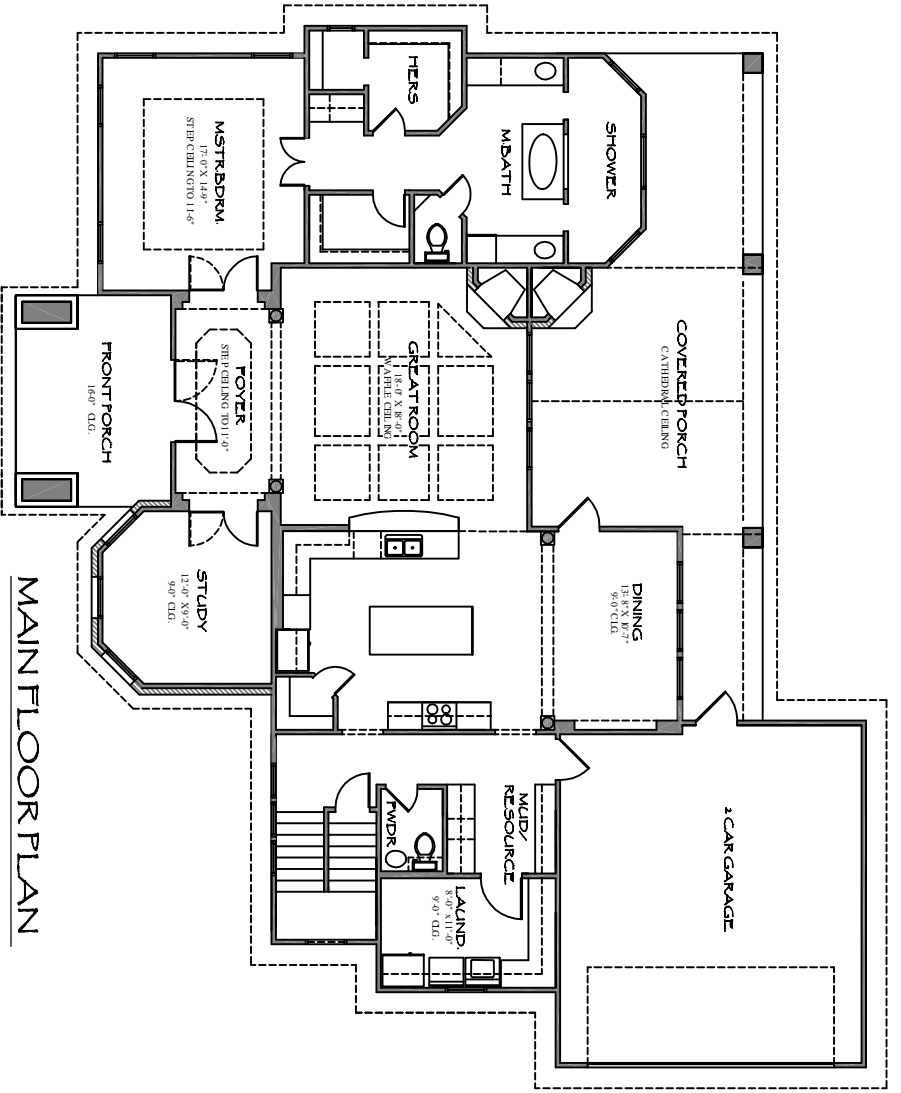 SHOWER
COVERED PORCH
CATHEDRAL CEILING
2 CAR GARAGE
DINING
13'-8" X 10'-7"
9'-0" CLG.
M.BATH
MUD/
RESOURCE
HERS
GREAT ROOM
18'-0" X 18'-0"
WAFFLE CEILING
LAUND.
8'-0" x 11'-0"
9'-0" CLG.
PWDR
MSTR.BDRM.
17'-0" X 14'-9"
STEP CEILING TO 11'-6"
FOYER
STEP CEILING TO 11'-0"
STUDY
12'-0" X 9'-0"
9'-0" CLG.
FRONT PORCH
16'-0" CLG.
MAIN FLOOR PLAN